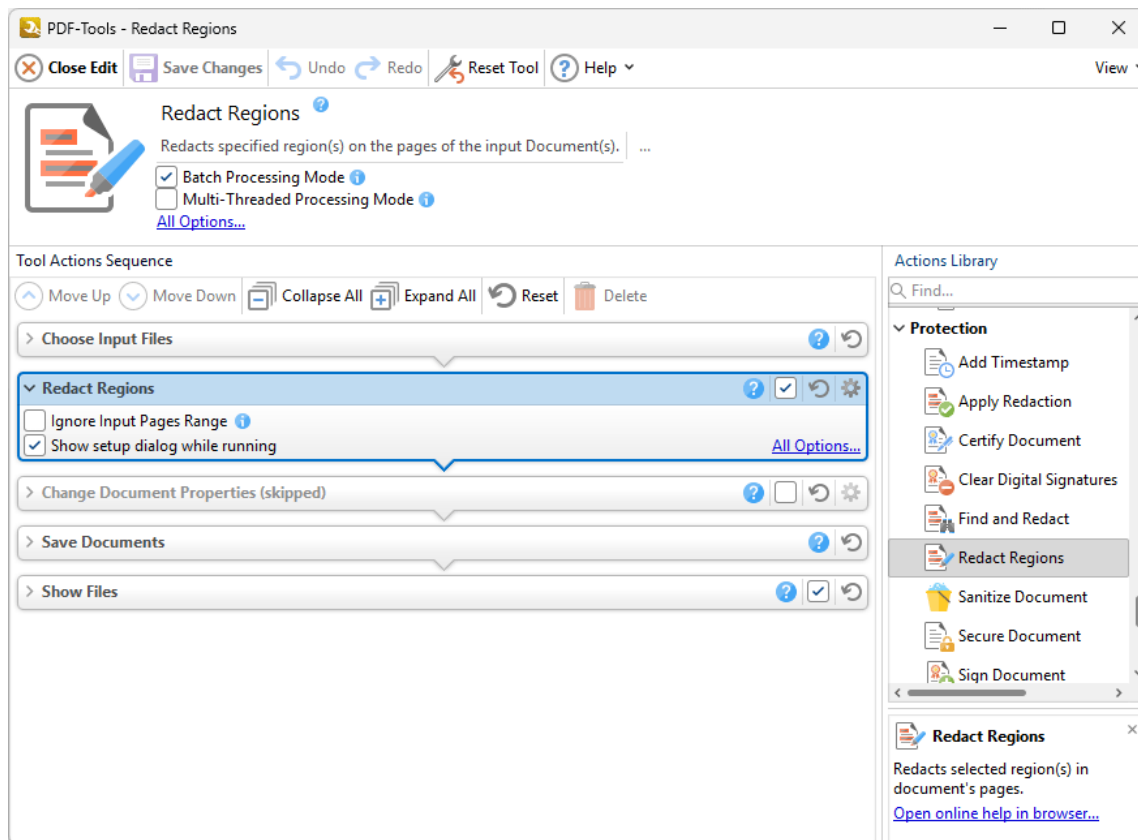 PDF-Tools - Redact Regions
Close Edit Save Changes Undo Redo Reset Tool ? Help View
Redact Regions ?
Redacts specified region(s) on the pages of the input Document(s). ...
Batch Processing Mode i
Multi-Threaded Processing Mode i
All Options...
Tool Actions Sequence
Move Up Move Down Collapse All Expand All Reset Delete
Choose Input Files ?
Redact Regions ?
Ignore Input Pages Range i
Show setup dialog while running All Options...
Change Document Properties (skipped) ?
Save Documents ?
Show Files ?
Actions Library
Find...
Protection
Add Timestamp
Apply Redaction
Certify Document
Clear Digital Signatures
Find and Redact
Redact Regions
Sanitize Document
Secure Document
Sign Document
Redact Regions
Redacts selected region(s) in
document's pages.
Open online help in browser...